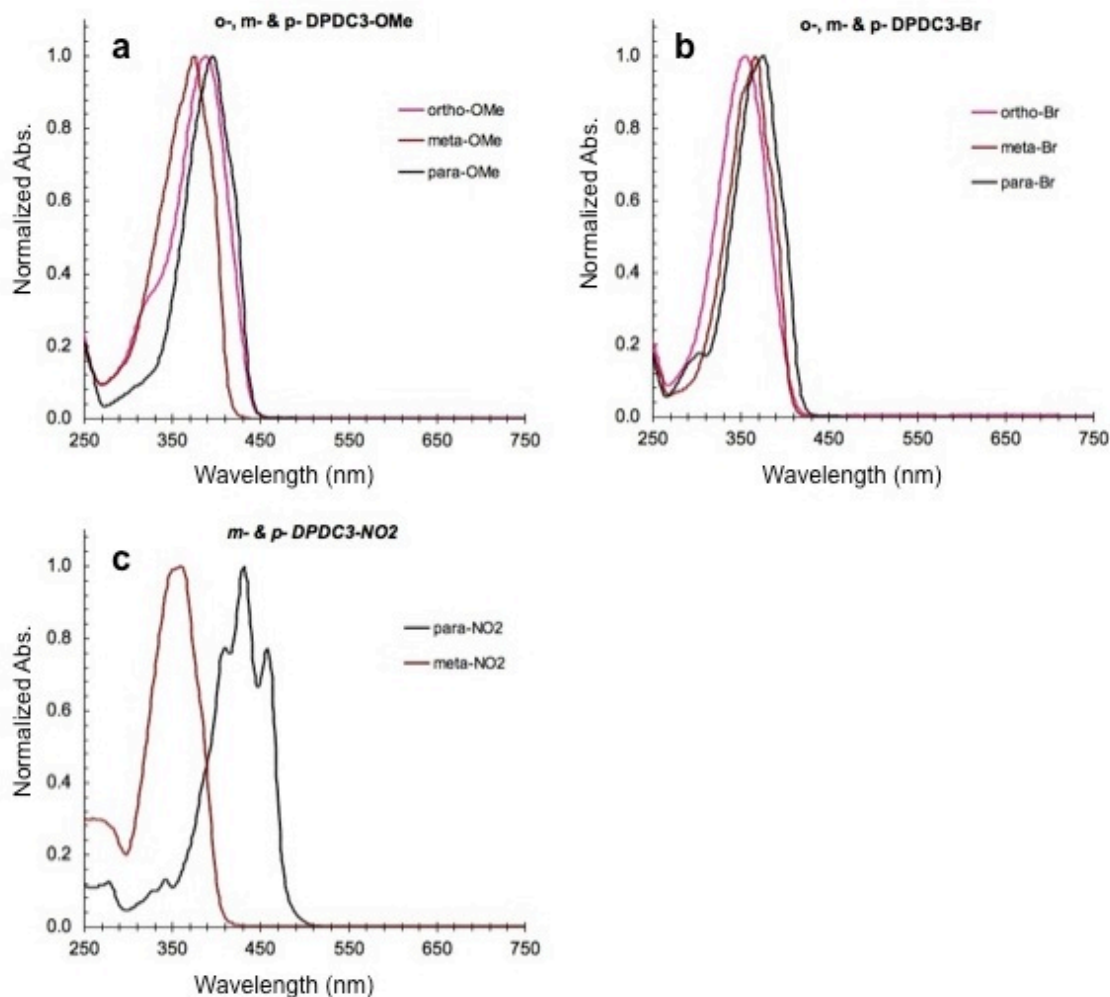 o-, m- & p- DPDC3-OMe
a
1.0
0.8
0.6
0.4
0.2
0.0
Normalized Abs.
ortho-OMe
meta-OMe
para-OMe
250 350 450 550 650 750
Wavelength (nm)
o-, m- & p- DPDC3-Br
b
1.0
0.8
0.6
0.4
0.2
0.0
Normalized Abs.
ortho-Br
meta-Br
para-Br
250 350 450 550 650 750
Wavelength (nm)
m- & p- DPDC3-NO2
c
1.0
0.8
0.6
0.4
0.2
0.0
Normalized Abs.
para-NO2
meta-NO2
250 350 450 550 650 750
Wavelength (nm)